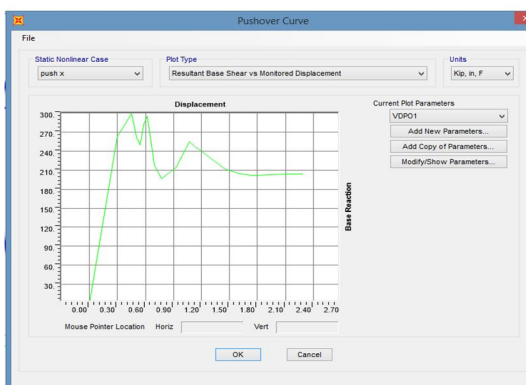 Pushover Curve
File
Static Nonlinear Case
Plot Type
Units
push x
Resultant Base Shear vs Monitored Displacement
Kip, in, F
Displacement
Current Plot Parameters
VDPO1
Add New Parameters...
Add Copy of Parameters...
Modify/Show Parameters...
300.
270.
240.
210.
180.
150.
120.
90.
60.
30.
Base Reaction
0.00 0.30 0.60 0.90 1.20 1.50 1.80 2.10 2.40 2.70
Mouse Pointer Location Horiz Vert
OK Cancel